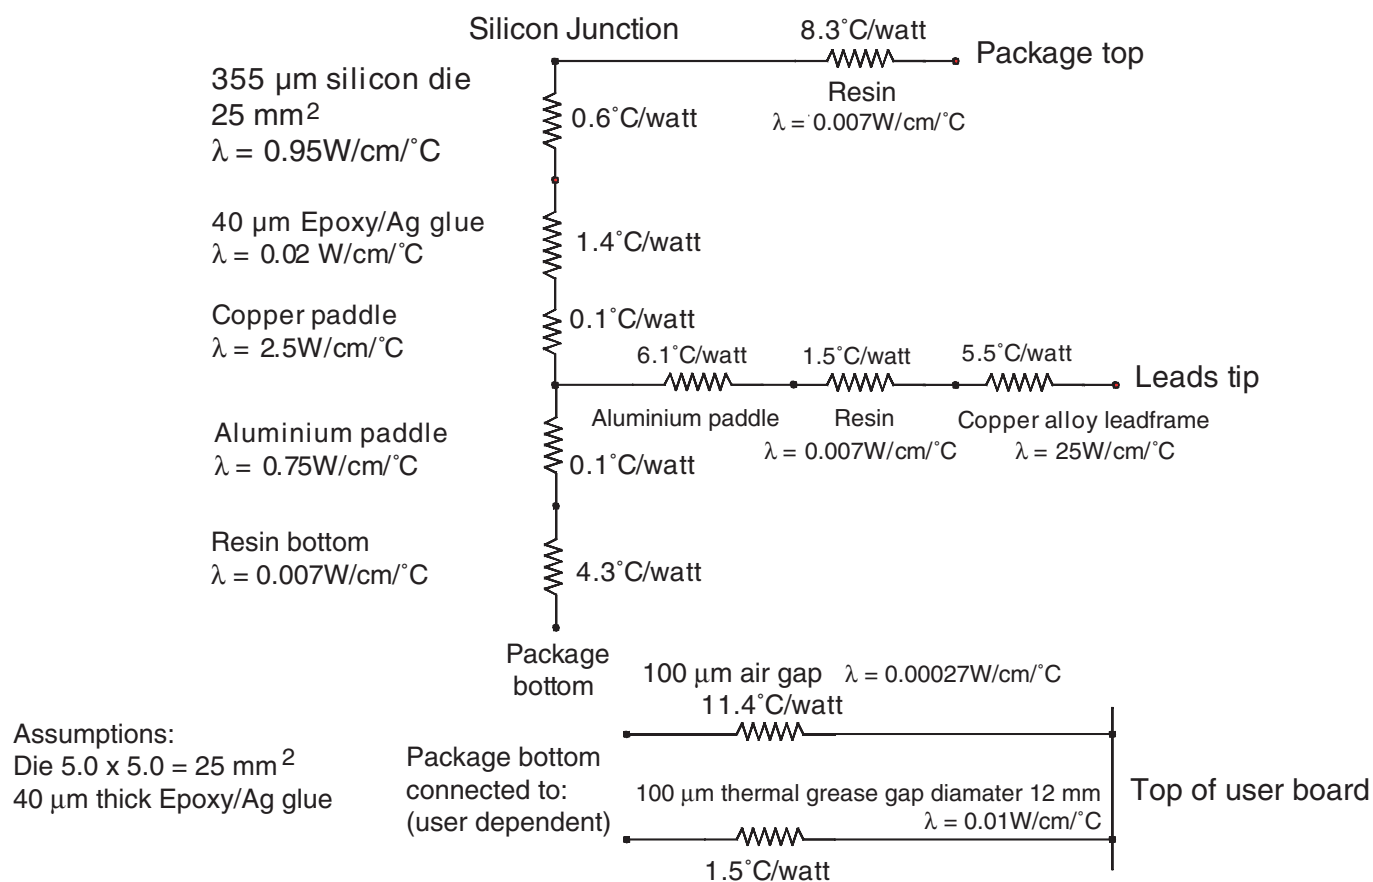 Silicon Junction
8.3°C/watt
Package top
Resin
λ = 0.007W/cm/°C
355 µm silicon die
25 mm²
λ = 0.95W/cm/°C
0.6°C/watt
40 µm Epoxy/Ag glue
λ = 0.02 W/cm/°C
1.4°C/watt
Copper paddle
λ = 2.5W/cm/°C
0.1°C/watt
6.1°C/watt
1.5°C/watt
5.5°C/watt
Leads tip
Aluminium paddle
Resin
λ = 0.007W/cm/°C
Copper alloy leadframe
λ = 25W/cm/°C
Aluminium paddle
λ = 0.75W/cm/°C
0.1°C/watt
Resin bottom
λ = 0.007W/cm/°C
4.3°C/watt
Package
bottom
100 µm air gap λ = 0.00027W/cm/°C
11.4°C/watt
Assumptions:
Die 5.0 x 5.0 = 25 mm²
40 µm thick Epoxy/Ag glue
Package bottom
connected to:
(user dependent)
100 µm thermal grease gap diamater 12 mm
λ = 0.01W/cm/°C
1.5°C/watt
Top of user board